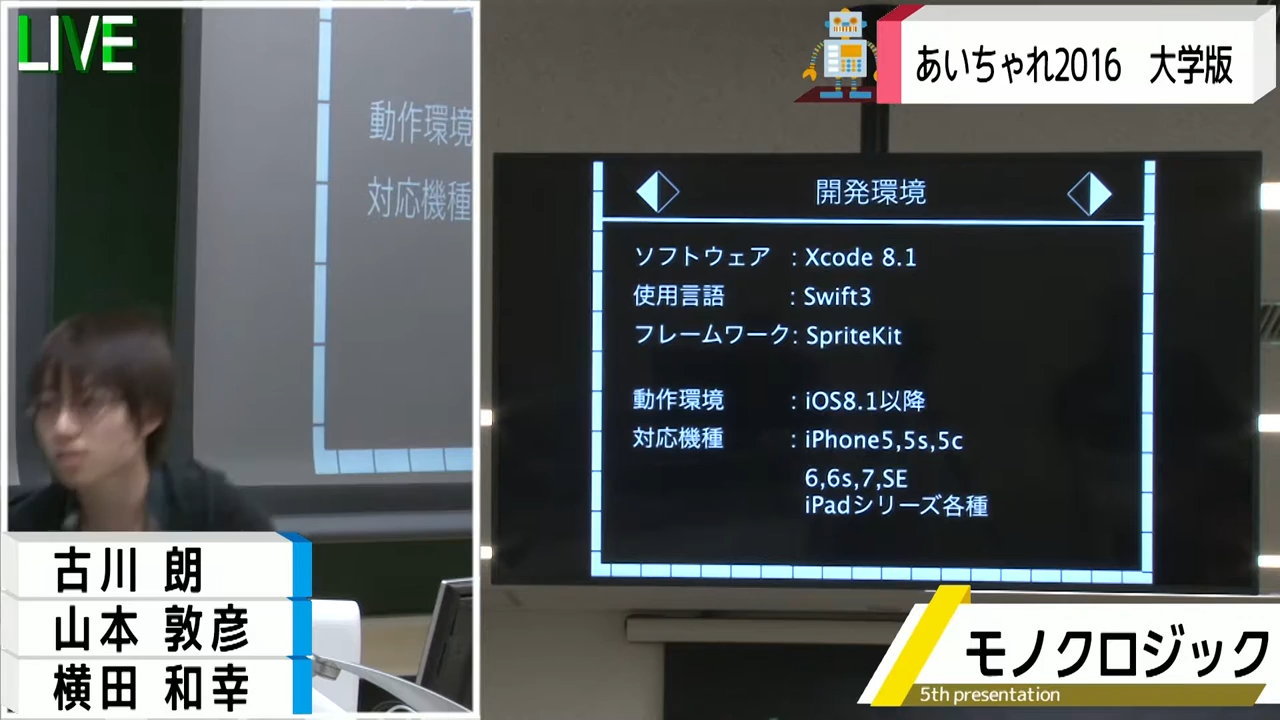 LIVE
あいちゃれ2016 大学版
動作環境
対応機種
開発環境
ソフトウェア : Xcode 8.1
使用言語 : Swift3
フレームワーク: SpriteKit
動作環境 : iOS8.1以降
対応機種 : iPhone5,5s,5c
6,6s,7,SE
iPadシリーズ各種
古川 朗
山本 敦彦
横田 和幸
モノクロジック
5th presentation